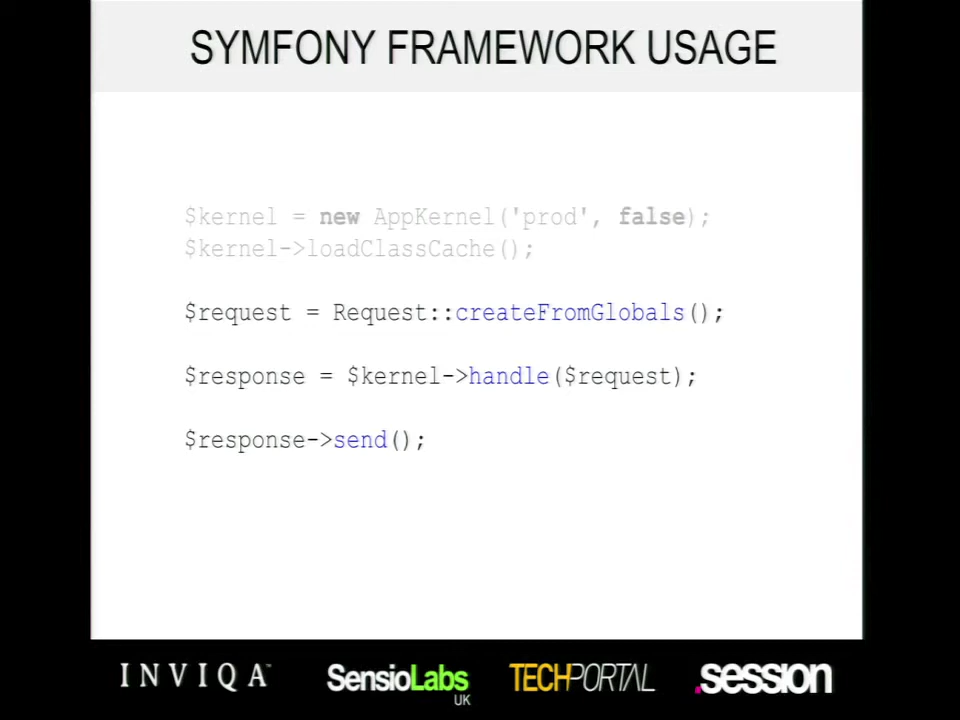 SYMFONY FRAMEWORK USAGE
$kernel = new AppKernel('prod', false);
$kernel->loadClassCache();
$request = Request::createFromGlobals();
$response = $kernel->handle($request);
$response->send();
INVIQA™ SensioLabs UK TECHPORTAL .session